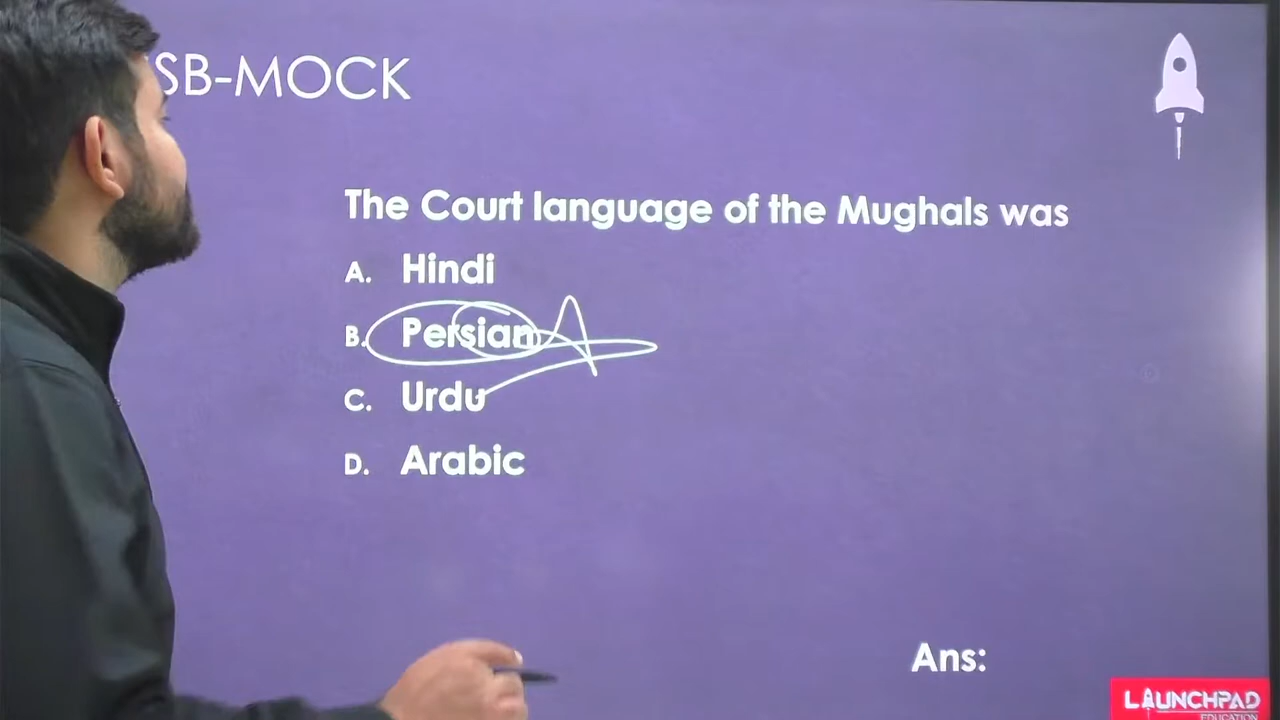 SB-MOCK
The Court language of the Mughals was
A. Hindi
B. Persian
C. Urdu
D. Arabic
Ans:
LAUNCHPAD
EDUCATION